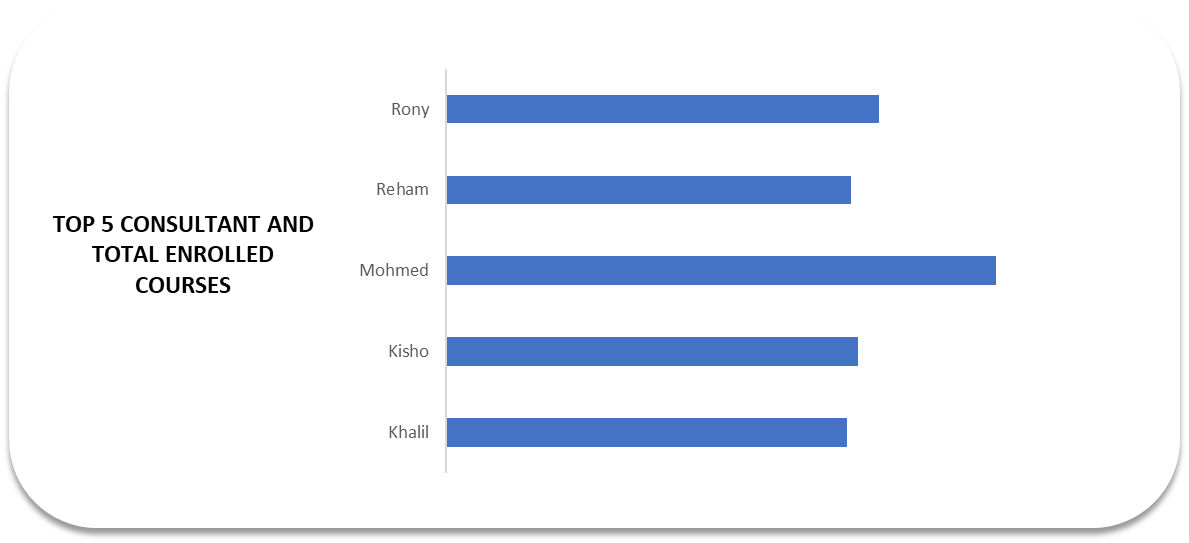 TOP 5 CONSULTANT AND
TOTAL ENROLLED
COURSES
Rony
Reham
Mohmed
Kisho
Khalil